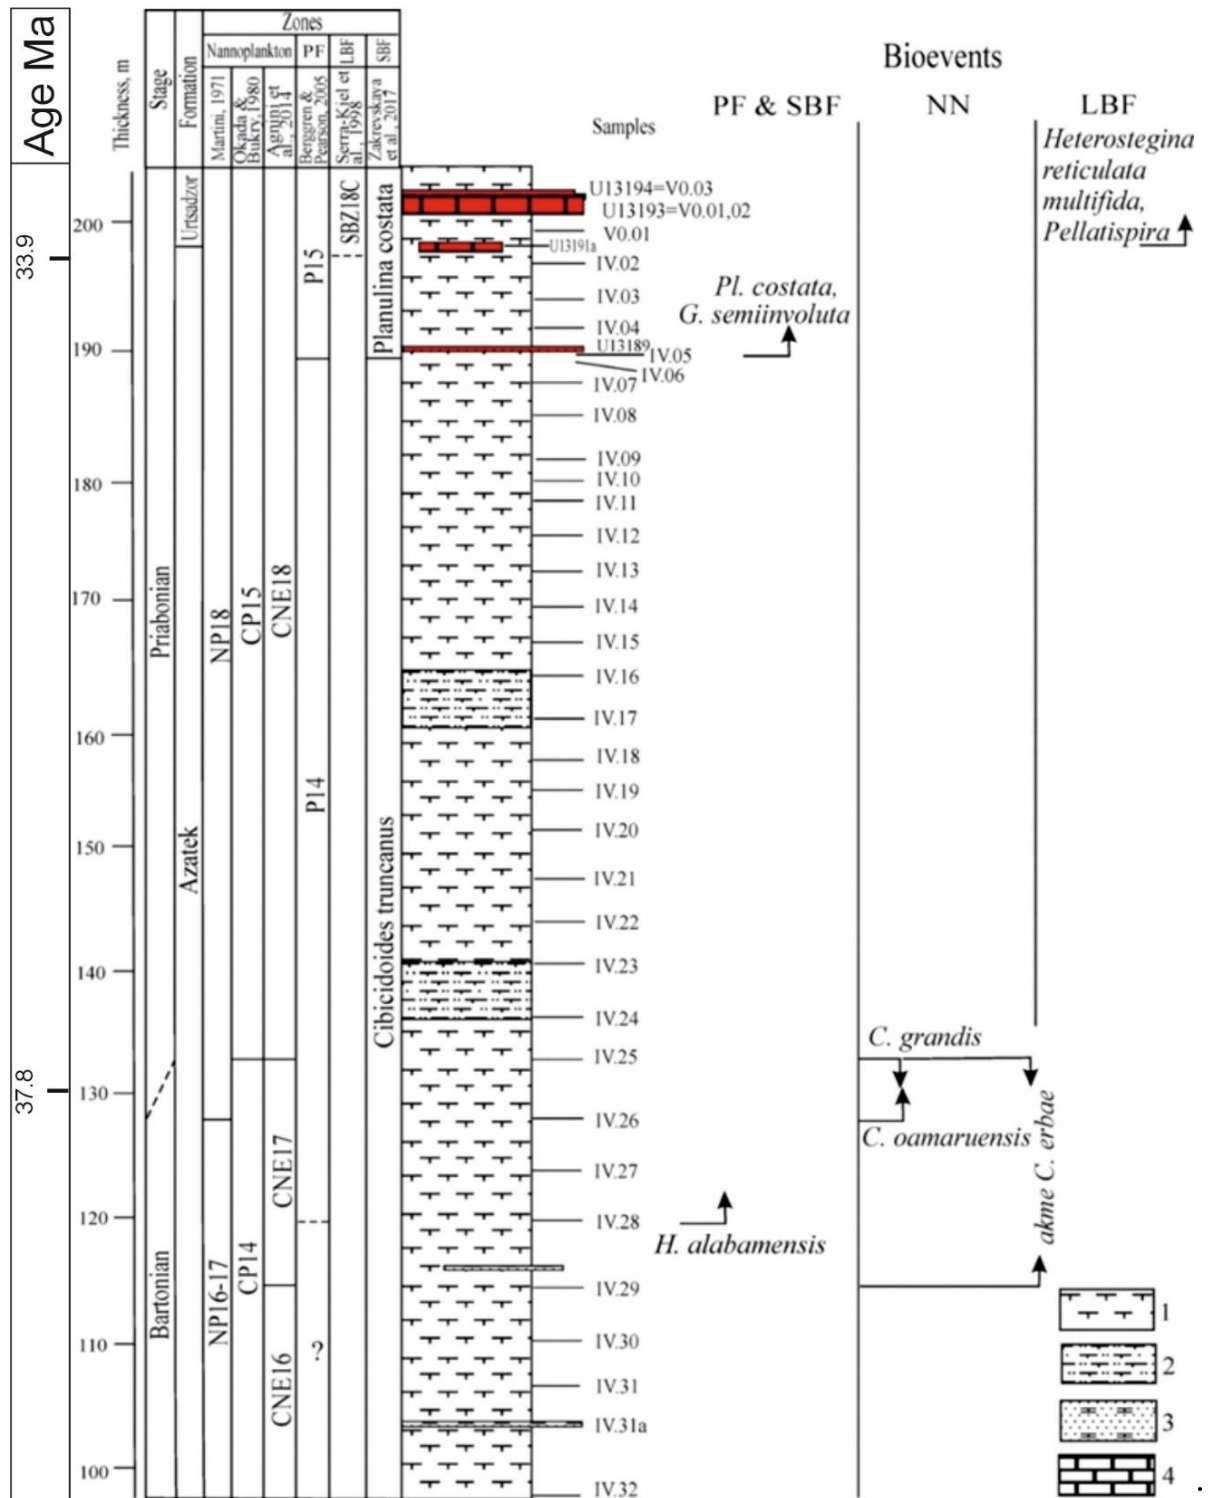 Age Ma
33.9
37.8
Thickness, m
Stage
Formation
Zones
Nannoplankton
PF
LBF
SBF
Martini, 1971
Okada &
Bukry,1980
Agnini et
al., 2014
Berggren &
Pearson, 2005
Serra-Kiel et
al., 1998
Zakrevskaya
et al., 2017
Samples
Bioevents
PF & SBF
NN
LBF
Heterostegina
reticulata
multifida,
Pellatispira
200
190
180
170
160
150
140
130
120
110
100
Priabonian
Bartonian
Urtsadzor
Azatek
NP18
NP16-17
CP15
CP14
CNE18
CNE17
CNE16
P15
P14
?
SBZ18C
Planulina costata
Cibicidoides truncanus
U13194=V0.03
U13193=V0.01,02
V0.01
U13191a
IV.02
IV.03
IV.04
U13189
IV.05
IV.06
IV.07
IV.08
IV.09
IV.10
IV.11
IV.12
IV.13
IV.14
IV.15
IV.16
IV.17
IV.18
IV.19
IV.20
IV.21
IV.22
IV.23
IV.24
IV.25
IV.26
IV.27
IV.28
IV.29
IV.30
IV.31
IV.31a
IV.32
Pl. costata,
G. semiinvoluta
H. alabamensis
C. grandis
C. oamaruensis
akme C. erbae
1
2
3
4
.